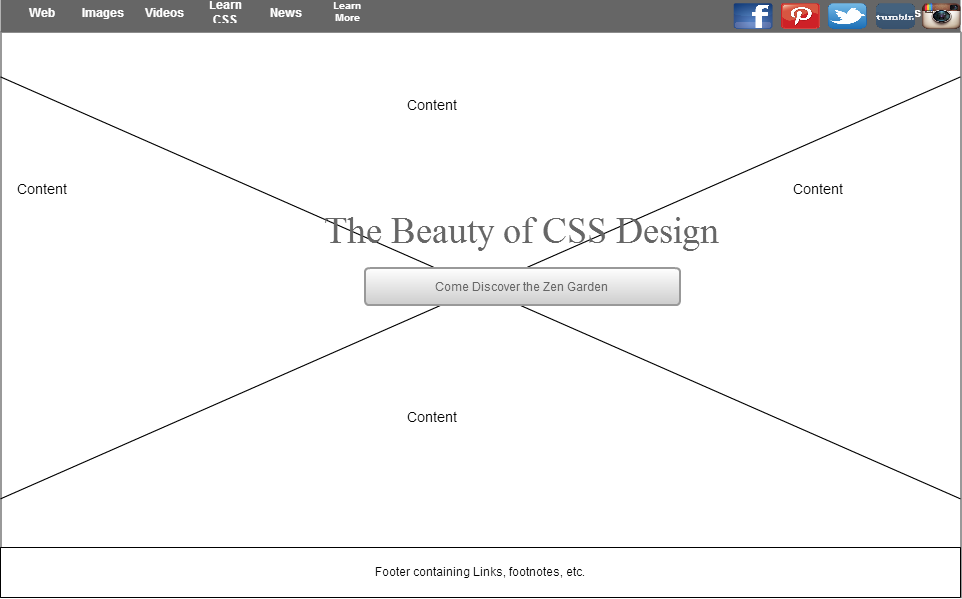 Web Images Videos Learn CSS News Learn More
f p tumblr. s
Content
Content Content
The Beauty of CSS Design
Come Discover the Zen Garden
Content
Footer containing Links, footnotes, etc.